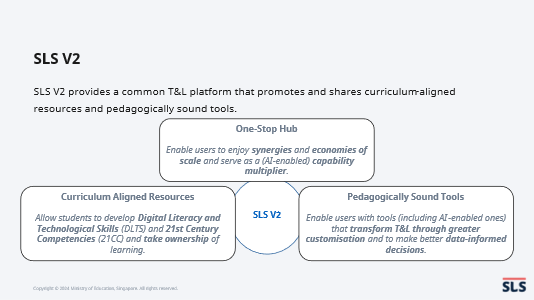 SLS V2
SLS V2 provides a common T&L platform that promotes and shares curriculum-aligned
resources and pedagogically sound tools.
One-Stop Hub
Enable users to enjoy synergies and economies of
scale and serve as a (AI-enabled) capability
multiplier.
Curriculum Aligned Resources
Allow students to develop Digital Literacy and
Technological Skills (DLTS) and 21st Century
Competencies (21CC) and take ownership of
learning.
SLS V2
Pedagogically Sound Tools
Enable users with tools (including AI-enabled ones)
that transform T&L through greater
customisation and to make better data-informed
decisions.
Copyright © 2024 Ministry of Education, Singapore. All rights reserved.
SLS